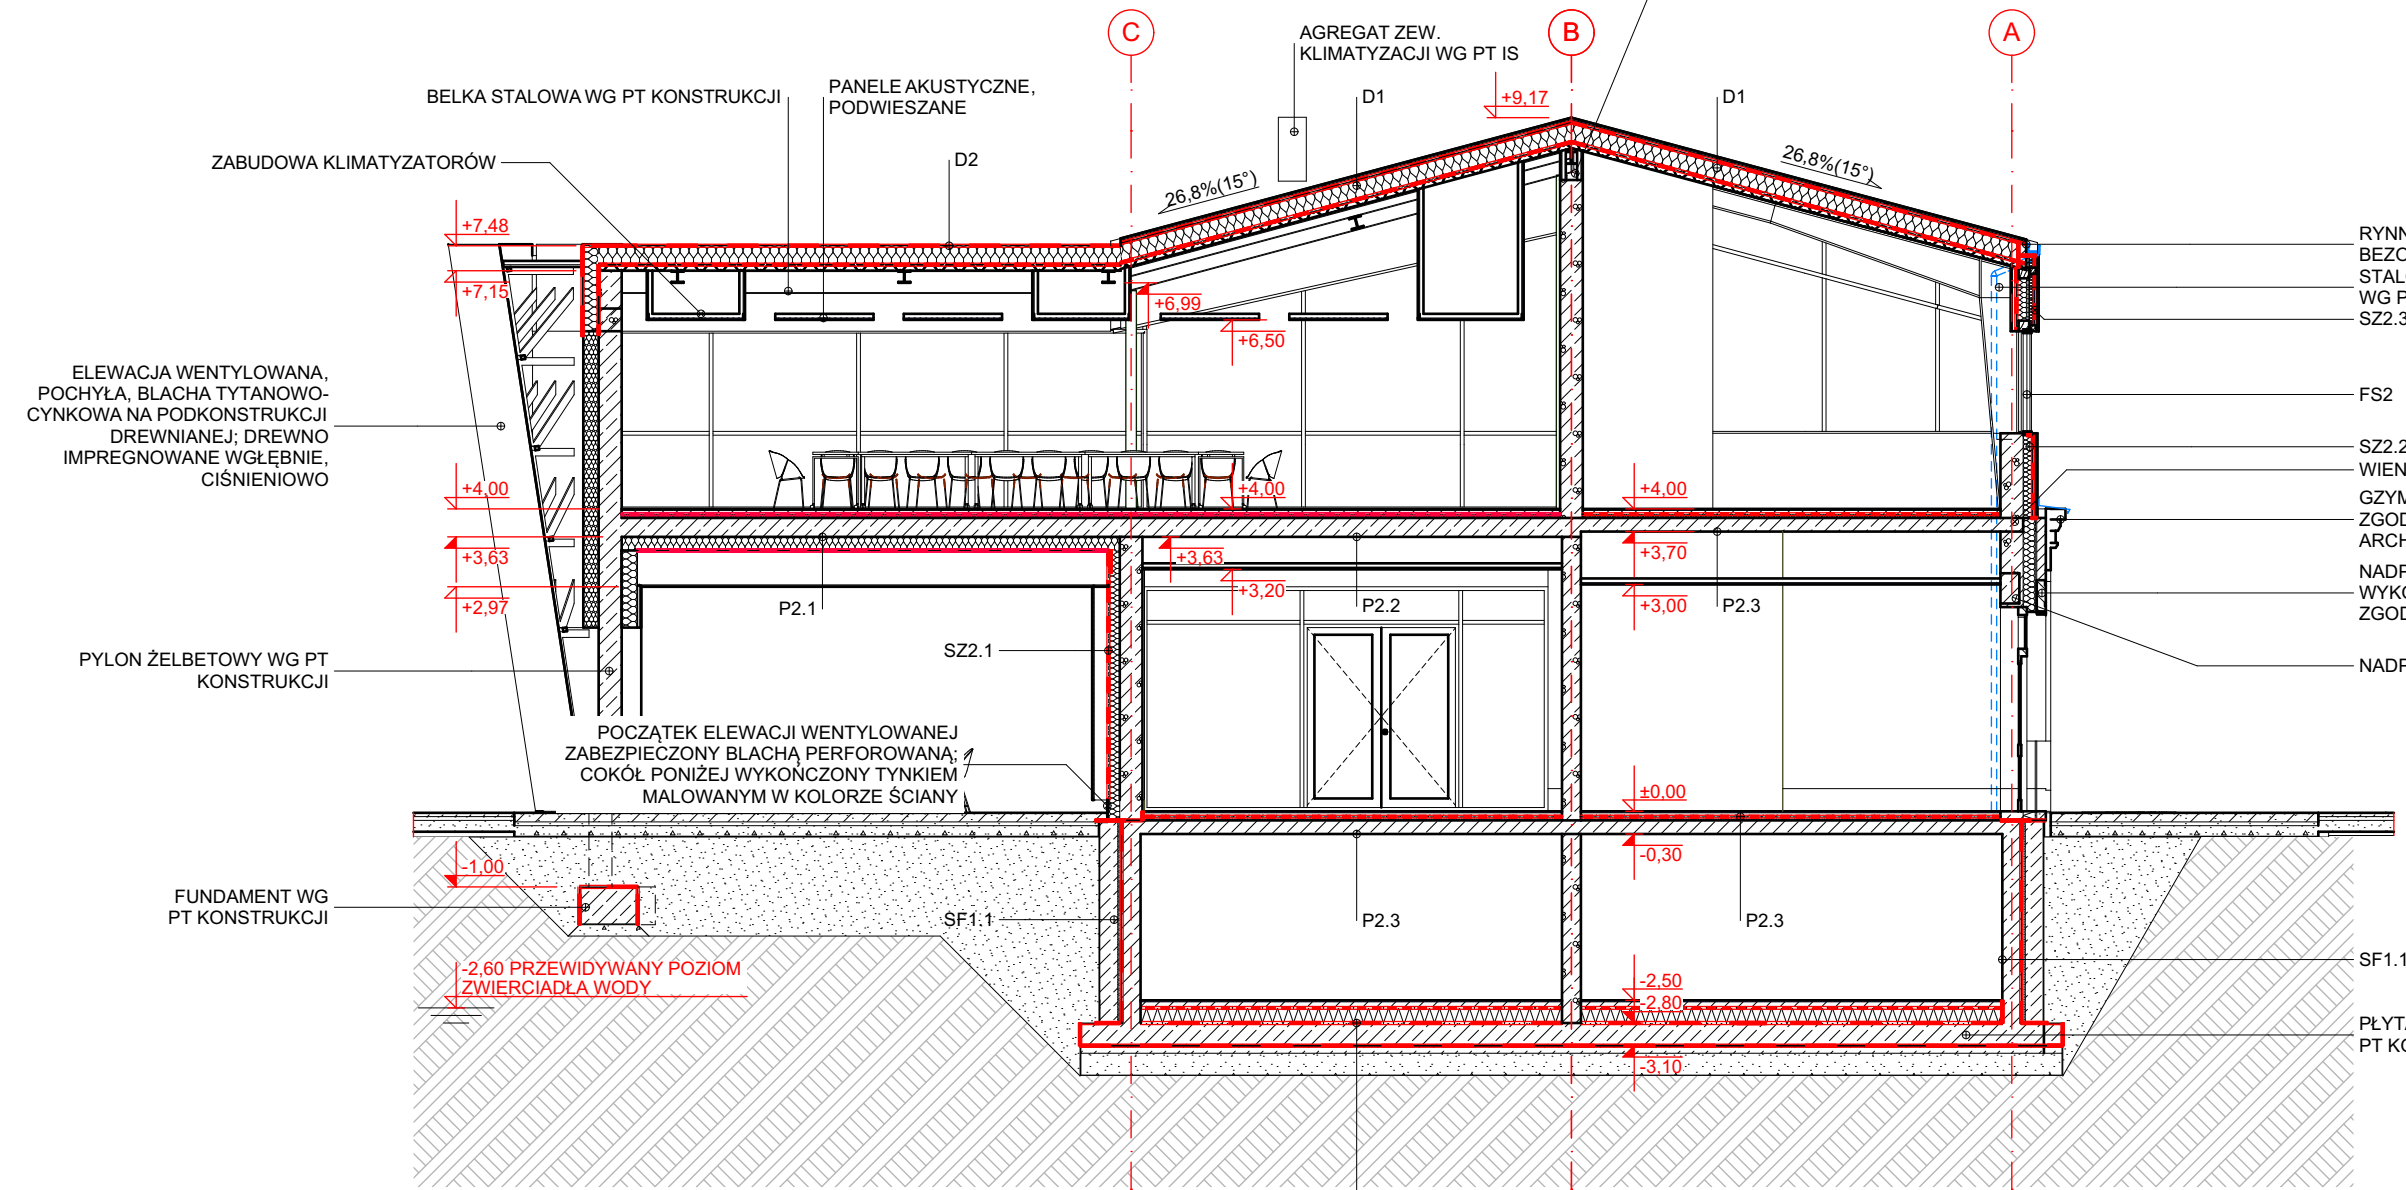 C
B
A
AGREGAT ZEW.
KLIMATYZACJI WG PT IS
PANELE AKUSTYCZNE,
PODWIESZANE
BELKA STALOWA WG PT KONSTRUKCJI
D1
+9,17
D1
ZABUDOWA KLIMATYZATORÓW
D2
26,8%(15°)
26,8%(15°)
+7,48
+7,15
+6,99
+6,50
RYNN
BEZO
STAL
WG P
SZ2.3
FS2
SZ2.2
WIEN
GZYM
ZGOD
ARCH
NADP
WYKO
ZGOD
NADP
ELEWACJA WENTYLOWANA,
POCHYŁA, BLACHA TYTANOWO-
CYNKOWA NA PODKONSTRUKCJI
DREWNIANEJ; DREWNO
IMPREGNOWANE WGŁĘBNIE,
CIŚNIENIOWO
+4,00
+4,00
+4,00
+3,63
+3,63
+3,70
+2,97
+3,20
+3,00
P2.1
P2.2
P2.3
SZ2.1
PYLON ŻELBETOWY WG PT
KONSTRUKCJI
POCZĄTEK ELEWACJI WENTYLOWANEJ
ZABEZPIECZONY BLACHĄ PERFOROWANĄ;
COKÓŁ PONIŻEJ WYKOŃCZONY TYNKIEM
MALOWANYM W KOLORZE ŚCIANY
±0,00
-0,30
-1,00
FUNDAMENT WG
PT KONSTRUKCJI
SF1.1
P2.3
P2.3
SF1.1
-2,60 PRZEWIDYWANY POZIOM
ZWIERCIADŁA WODY
-2,50
-2,80
-3,10
PŁYTA
PT KO